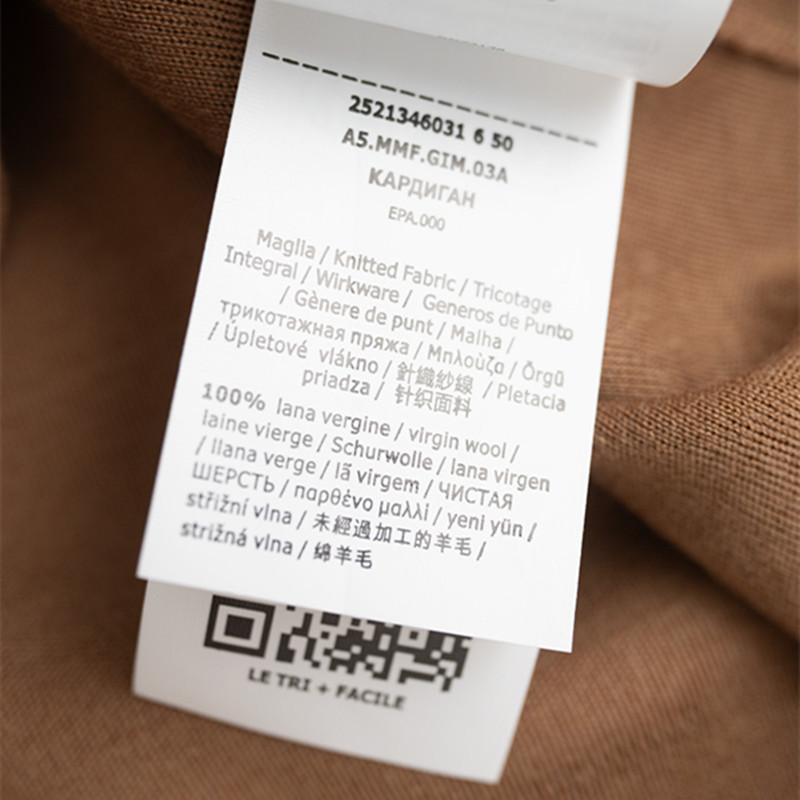 2521346031 6 50
A5.MMF.GIM.03A
КАРДИГАН
EPA.000
Maglia / Knitted Fabric / Tricotage
Integral / Wirkware / Generos de Punto
/ Gènere de punt / Malha /
трикотажная пряжа / Μπλούζα / Örgü
/ Úpletové vlákno / 針織紗線 / Pletacia
priadza / 针织面料
100% lana vergine / virgin wool /
laine vierge / Schurwolle / lana virgen
/ llana verge / lã virgem / ЧИСТАЯ
ШЕРСТЬ / παρθένο μαλλί / yeni yün /
střižní vlna / 未經過加工的羊毛 /
strižná vlna / 绵羊毛
LE TRI + FACILE